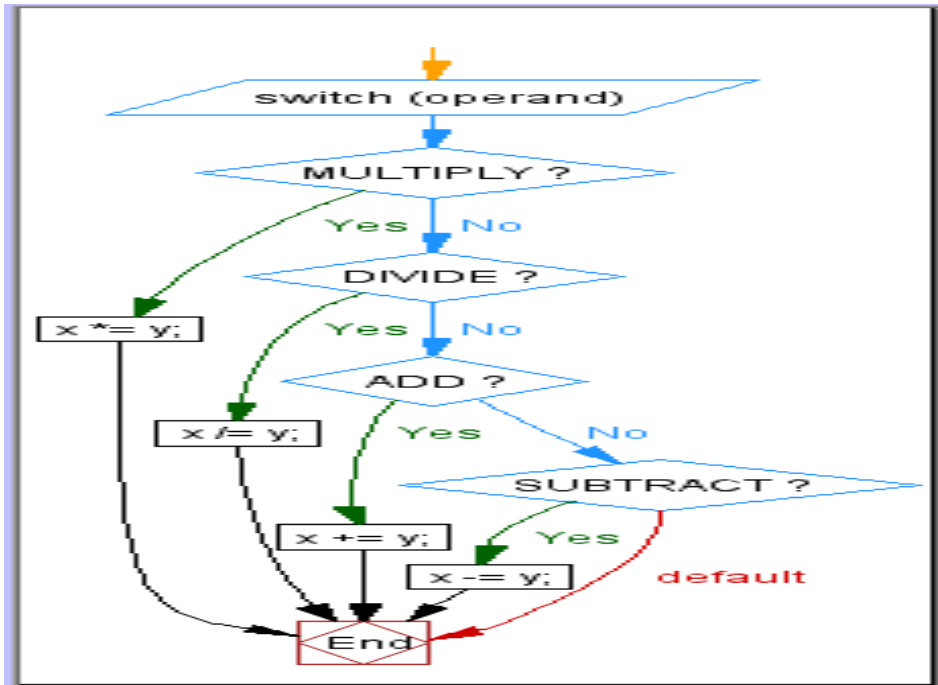 switch (operand)
MULTIPLY ?
Yes No
DIVIDE ?
x *= y;
Yes No
ADD ?
x /= y;
Yes No
SUBTRACT ?
x += y;
Yes
x -= y;
default
End